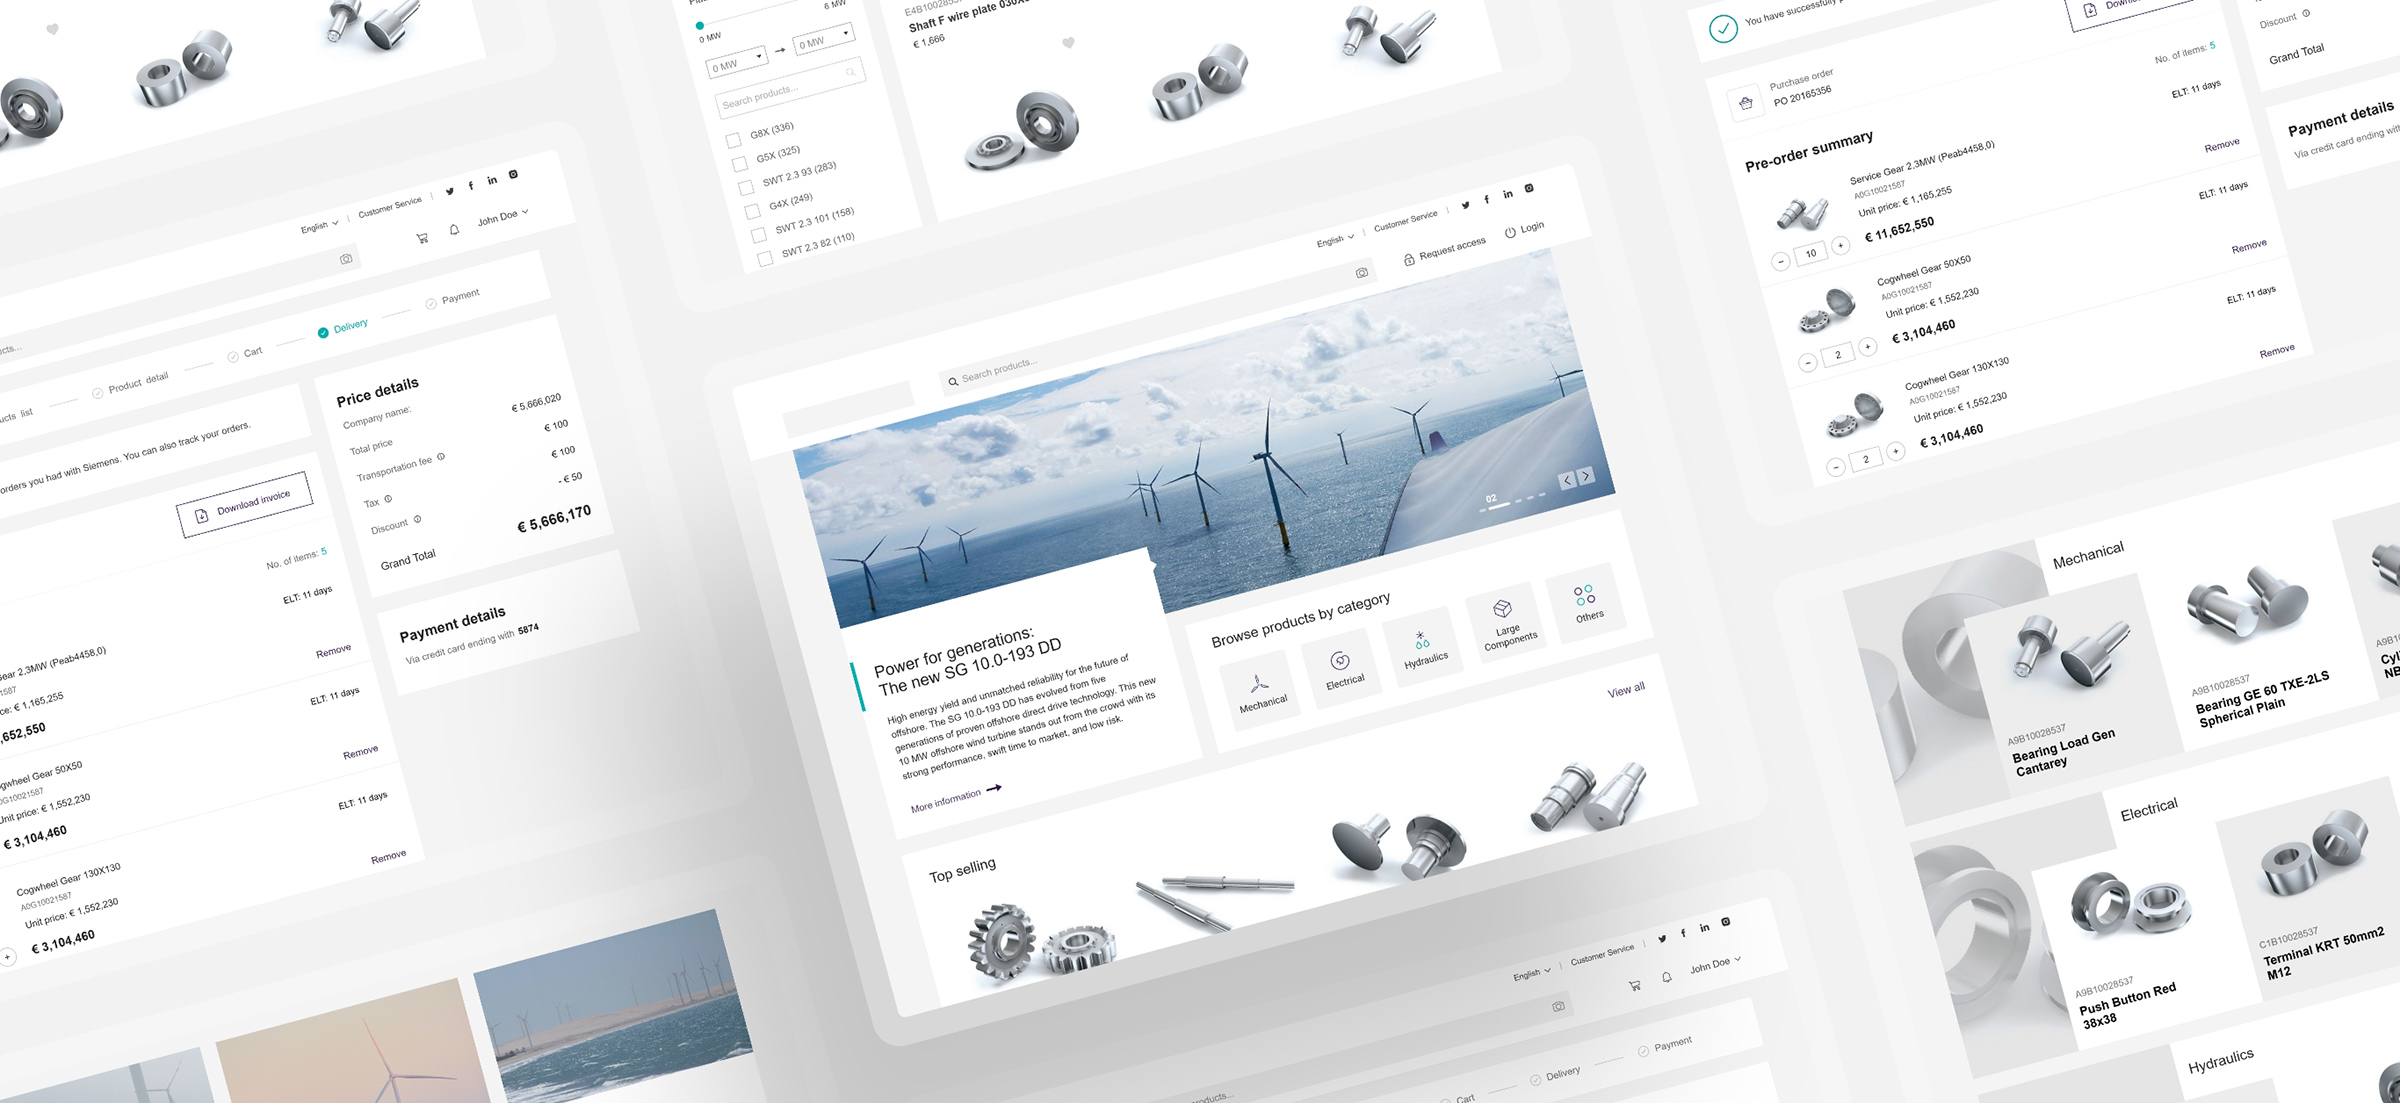 0 MW
6 MW
0 MW
0 MW
Search products...
G8X (336)
G5X (325)
SWT 2.3 93 (283)
G4X (249)
SWT 2.3 101 (158)
SWT 2.3 82 (110)
E4B1002853
Shaft F wire plate 030X
€ 1,666
English
Customer Service
John Doe
Product detail
Cart
Delivery
Payment
orders you had with Siemens. You can also track your orders.
Download invoice
No. of items: 5
ELT: 11 days
ear 2,3MW (Peab4458,0)
ce: € 1,165,255
,652,550
Remove
ELT: 11 days
gwheel Gear 50X50
0G10021587
Unit price: € 1,552,230
€ 3,104,460
Remove
ELT: 11 days
Cogwheel Gear 130X130
A0G10021587
Unit price: € 1,552,230
€ 3,104,460
Remove
Price details
Company name:
€ 5,666,020
Total price
€ 100
Transportation fee
€ 100
Tax
- € 50
Discount
Grand Total
€ 5,666,170
Payment details
Via credit card ending with 5874
English
Customer Service
Request access
Login
Search products...
02
Power for generations:
The new SG 10.0-193 DD
High energy yield and unmatched reliability for the future of
offshore. The SG 10.0-193 DD has evolved from five
generations of proven offshore direct drive technology. This new
10 MW offshore wind turbine stands out from the crowd with its
strong performance, swift time to market, and low risk.
More information
Browse products by category
Mechanical
Electrical
Hydraulics
Large
Components
Others
View all
Top selling
English
Customer Service
John Doe
Cart
Delivery
Payment
You have successfully
Purchase order
PO 20165356
No. of items: 5
Pre-order summary
ELT: 11 days
Service Gear 2,3MW (Peab4458,0)
A0G10021587
Unit price: € 1,165,255
€ 11,652,550
10
Remove
ELT: 11 days
Cogwheel Gear 50X50
A0G10021587
Unit price: € 1,552,230
€ 3,104,460
2
Remove
ELT: 11 days
Cogwheel Gear 130X130
A0G10021587
Unit price: € 1,552,230
€ 3,104,460
2
Remove
Discount
Grand Total
Payment details
Via credit card ending with
Mechanical
A9B10028537
Bearing Load Gen
Cantarey
A9B10028537
Bearing GE 60 TXE-2LS
Spherical Plain
Electrical
A9B10028537
Push Button Red
38x38
C1B10028537
Terminal KRT 50mm2
M12
Hydraulics